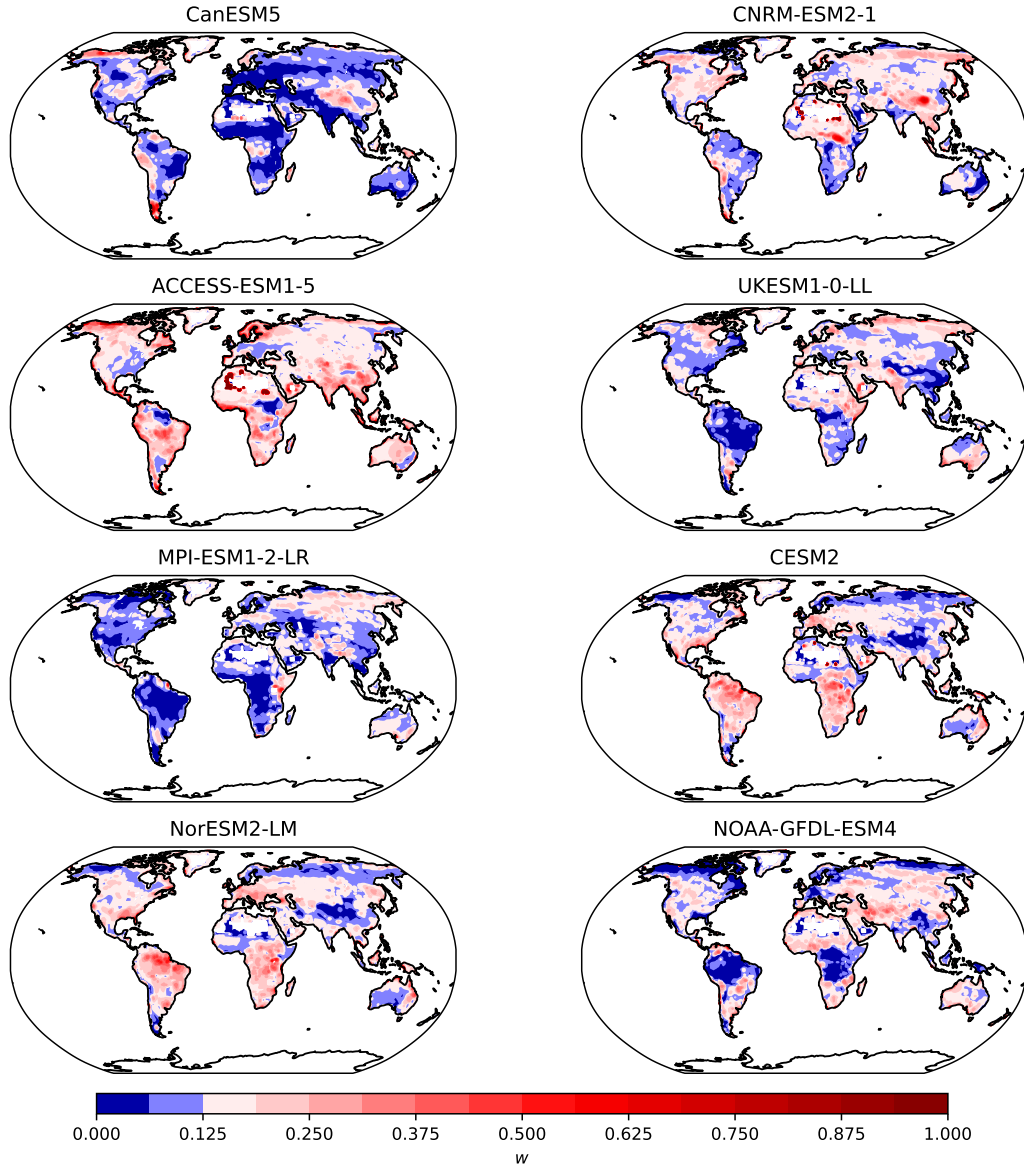 CanESM5
CNRM-ESM2-1
ACCESS-ESM1-5
UKESM1-0-LL
MPI-ESM1-2-LR
CESM2
NorESM2-LM
NOAA-GFDL-ESM4
0.000 0.125 0.250 0.375 0.500 0.625 0.750 0.875 1.000
w